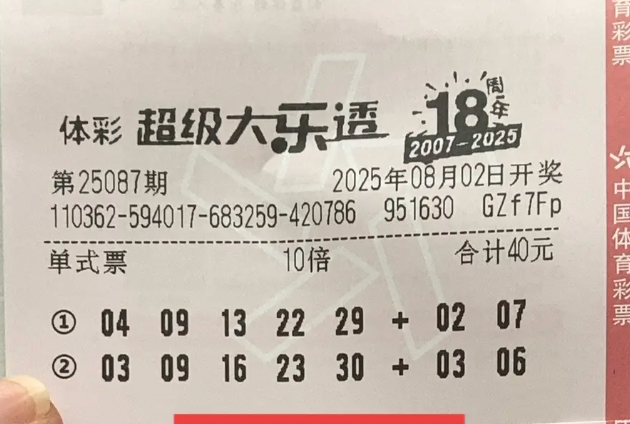 体彩 超级大乐透 18周年 2007-2025
第25087期 2025年08月02日开奖
110362-594017-683259-420786 951630 GZf7Fp
单式票 10倍 合计40元
① 04 09 13 22 29 + 02 07
② 03 09 16 23 30 + 03 06
育彩票
中国体育彩票